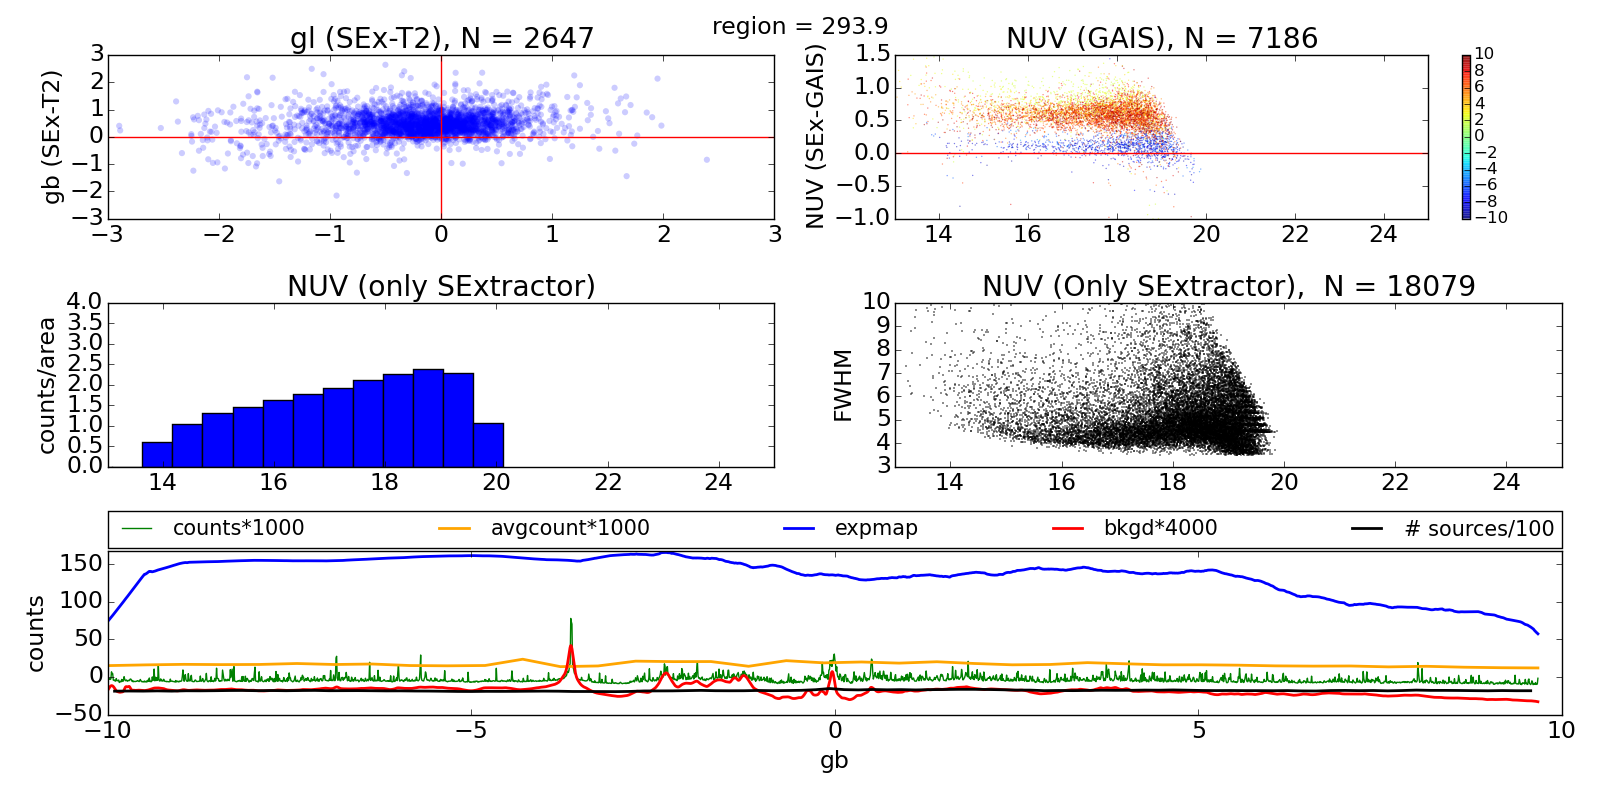 region = 293.9
gl (SEx-T2), N = 2647
gb (SEx-T2)
3
2
1
0
−1
−2
−3
−3 −2 −1 0 1 2 3
NUV (GAIS), N = 7186
NUV (SEx-GAIS)
1.5
1.0
0.5
0.0
−0.5
−1.0
14 16 18 20 22 24
10
8
6
4
2
0
−2
−4
−6
−8
−10
NUV (only SExtractor)
counts/area
4.0
3.5
3.0
2.5
2.0
1.5
1.0
0.5
0.0
14 16 18 20 22 24
NUV (Only SExtractor),  N = 18079
FWHM
10
9
8
7
6
5
4
3
14 16 18 20 22 24
counts*1000 avgcount*1000 expmap bkgd*4000 # sources/100
counts
150
100
50
0
−50
−10 −5 0 5 10
gb